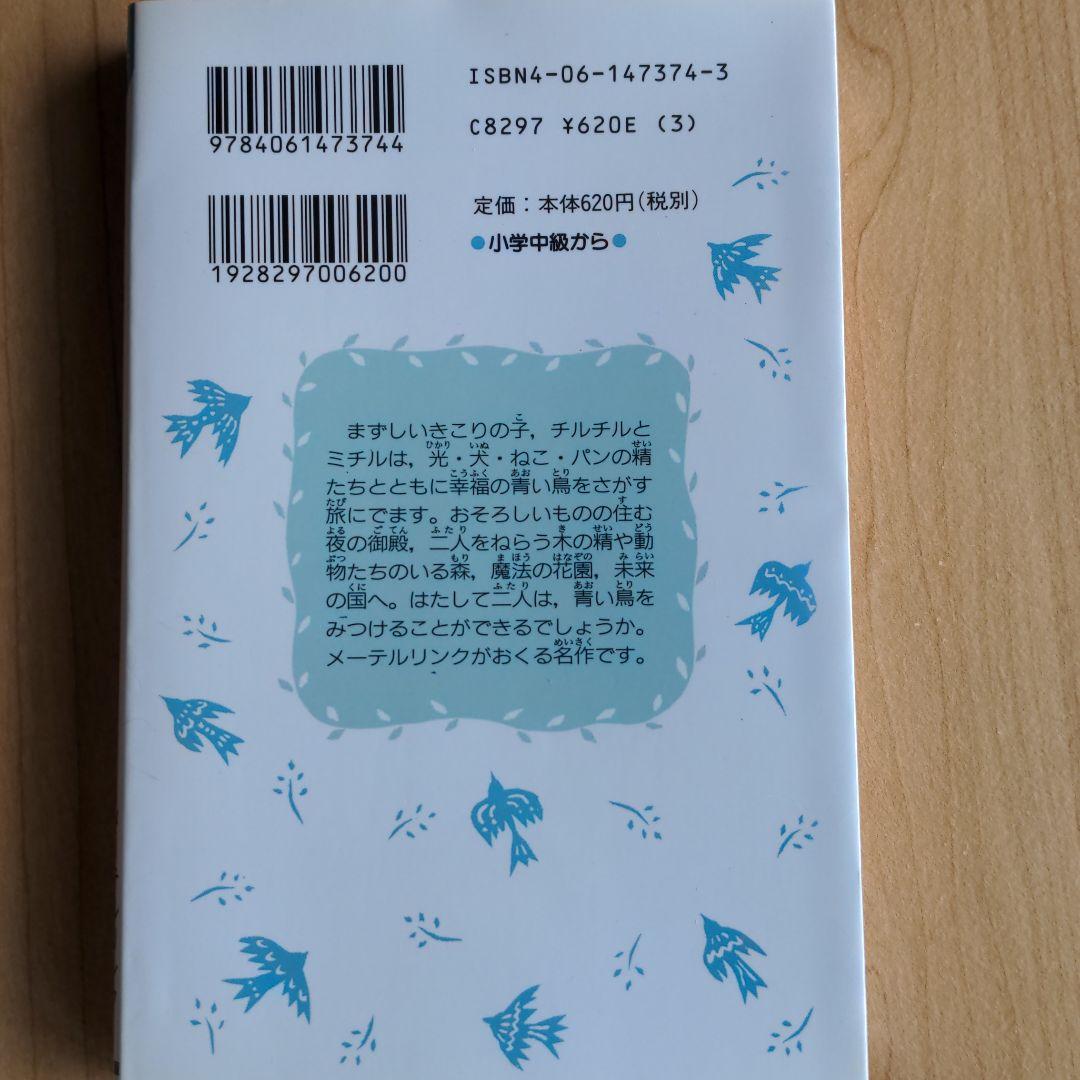 ISBN4-06-147374-3
C8297 ¥620E (3)
9784061473744
定価：本体620円（税別）
●小学中級から●
1928297006200
まずしいきこりの子，チルチルと
ミチルは，光・犬・ねこ・パンの精
たちとともに幸福の青い鳥をさがす
旅にでます。おそろしいものの住む
夜の御殿，二人をねらう木の精や動
物たちのいる森，魔法の花園，未来
の国へ。はたして二人は，青い鳥を
みつけることができるでしょうか。
メーテルリンクがおくる名作です。